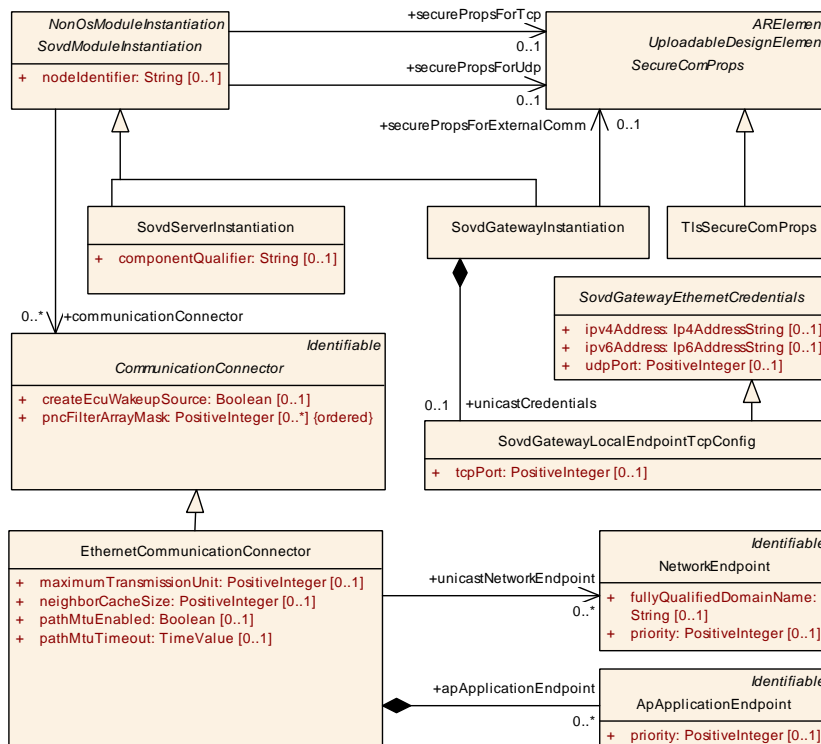 NonOsModuleInstantiation
SovdModuleInstantiation
+ nodeIdentifier: String [0..1]
+securePropsForTcp
0..1
+securePropsForUdp
0..1
ARElemen
UploadableDesignElemen
SecureComProps
+securePropsForExternalComm
0..1
SovdServerInstantiation
+ componentQualifier: String [0..1]
SovdGatewayInstantiation
TlsSecureComProps
SovdGatewayEthernetCredentials
+ ipv4Address: Ip4AddressString [0..1]
+ ipv6Address: Ip6AddressString [0..1]
+ udpPort: PositiveInteger [0..1]
0..*
+communicationConnector
Identifiable
CommunicationConnector
+ createEcuWakeupSource: Boolean [0..1]
+ pncFilterArrayMask: PositiveInteger [0..*] {ordered}
0..1
+unicastCredentials
SovdGatewayLocalEndpointTcpConfig
+ tcpPort: PositiveInteger [0..1]
EthernetCommunicationConnector
+ maximumTransmissionUnit: PositiveInteger [0..1]
+ neighborCacheSize: PositiveInteger [0..1]
+ pathMtuEnabled: Boolean [0..1]
+ pathMtuTimeout: TimeValue [0..1]
+unicastNetworkEndpoint
0..*
Identifiable
NetworkEndpoint
+ fullyQualifiedDomainName:
String [0..1]
+ priority: PositiveInteger [0..1]
+apApplicationEndpoint
0..*
Identifiable
ApApplicationEndpoint
+ priority: PositiveInteger [0..1]